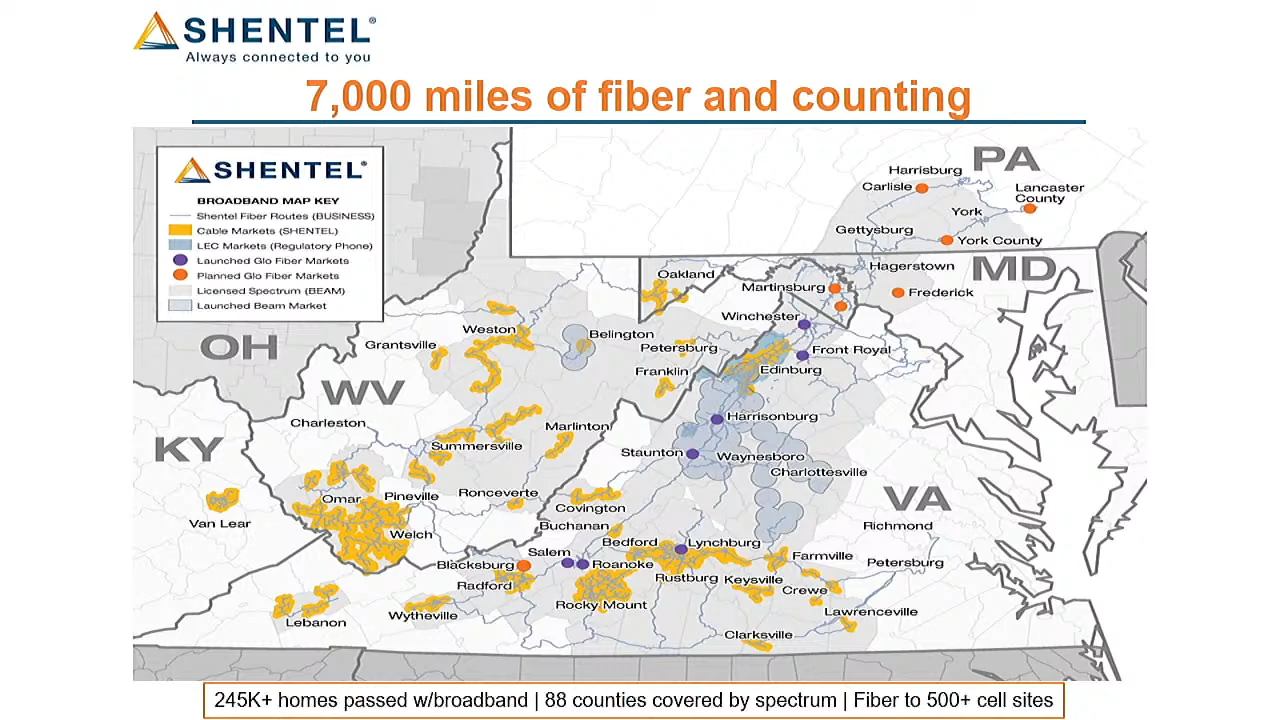 SHENTEL®
Always connected to you
7,000 miles of fiber and counting
SHENTEL®
BROADBAND MAP KEY
Shentel Fiber Routes (BUSINESS)
Cable Markets (SHENTEL)
LEC Markets (Regulatory Phone)
Launched Glo Fiber Markets
Planned Glo Fiber Markets
Licensed Spectrum (BEAM)
Launched Beam Market
PA
Harrisburg
Carlisle
Lancaster
County
York
Gettysburg
York County
Hagerstown
MD
Oakland
Martinsburg
Frederick
Winchester
Weston
Belington
OH
Grantsville
Petersburg
Front Royal
Franklin
Edinburg
WV
Harrisonburg
Charleston
Marlinton
KY
Summersville
Staunton
Waynesboro
Charlottesville
Omar
Pineville
Ronceverte
VA
Covington
Van Lear
Buchanan
Richmond
Welch
Bedford
Lynchburg
Salem
Farmville
Blacksburg
Roanoke
Petersburg
Radford
Rustburg
Keysville
Crewe
Rocky Mount
Wytheville
Lawrenceville
Lebanon
Clarksville
245K+ homes passed w/broadband | 88 counties covered by spectrum | Fiber to 500+ cell sites